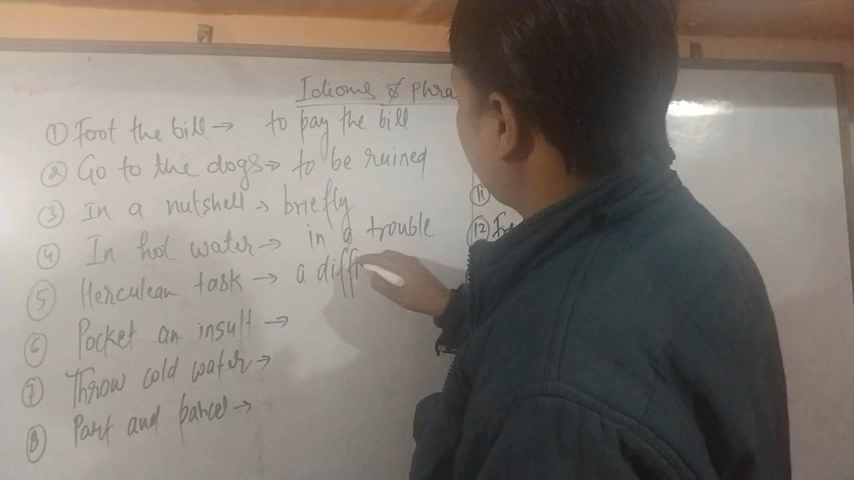 Idioms & Phra
① Foot the bill → to pay the bill
② Go to the dogs → to be ruined
③ In a nutshell → briefly
④ In hot water → in a trouble
⑤ Herculean task → a diff
⑥ Pocket an insult →
⑦ Throw cold water →
⑧ Part and parcel →
⑪
⑫